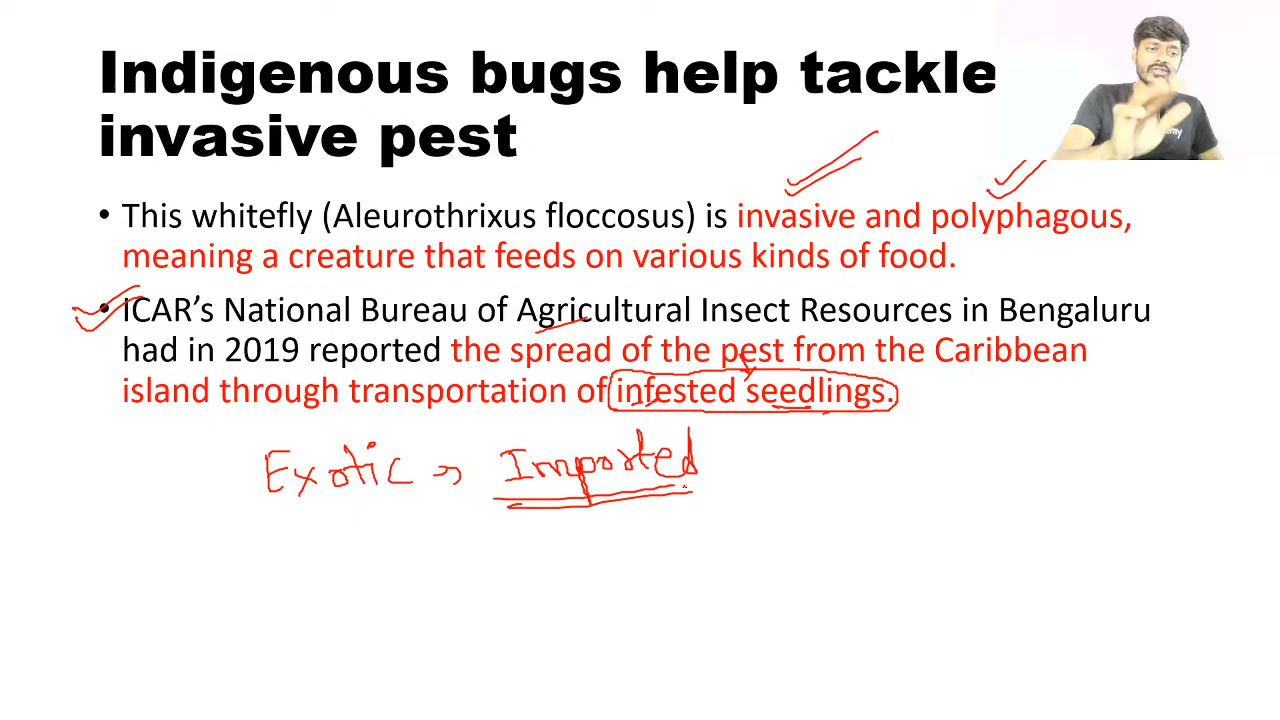 Indigenous bugs help tackle
invasive pest
• This whitefly (Aleurothrixus floccosus) is invasive and polyphagous,
meaning a creature that feeds on various kinds of food.
• ICAR’s National Bureau of Agricultural Insect Resources in Bengaluru
had in 2019 reported the spread of the pest from the Caribbean
island through transportation of infested seedlings.
Exotic → Imported